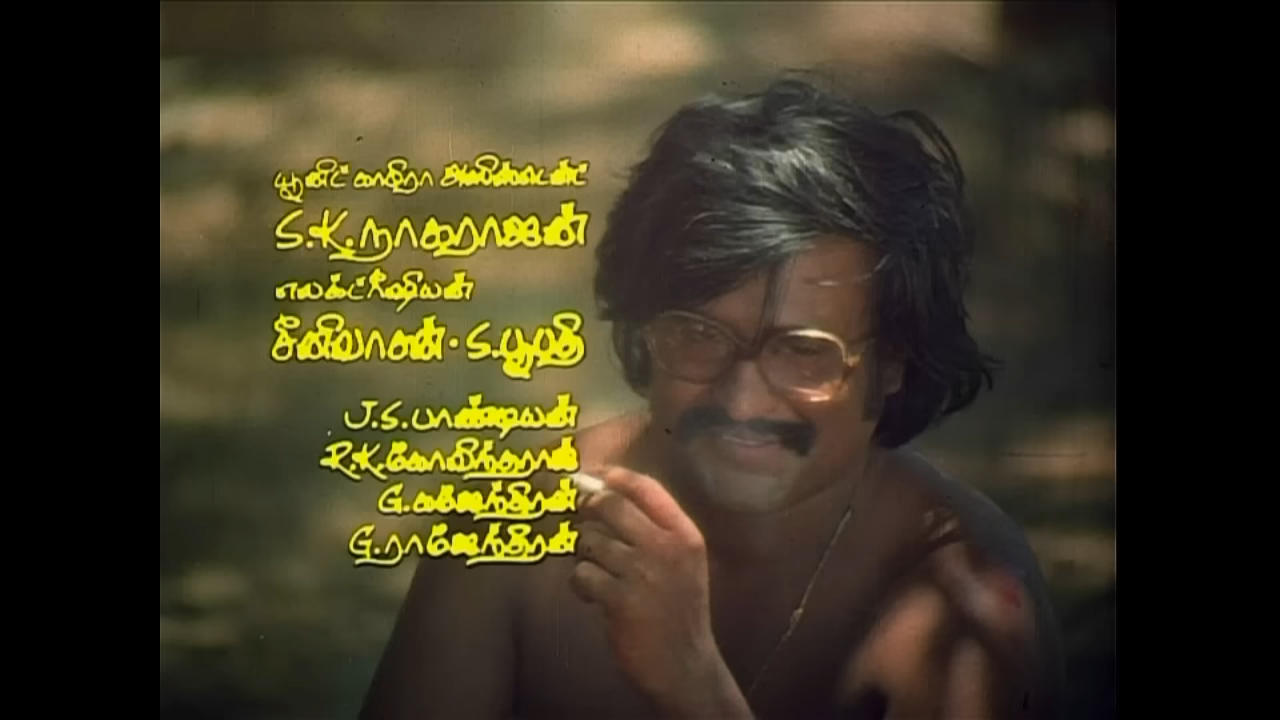 யூனிட் காமிரா அஸிஸ்டென்ட்
S.K.நாகராஜன்
எலக்ட்ரீஷியன்
சீனிவாசன் · S.பூபதி
J.S.பாண்டியன்
R.K.கோவிந்தராஜ்
G.கஜேந்திரன்
G.ராஜேந்திரன்